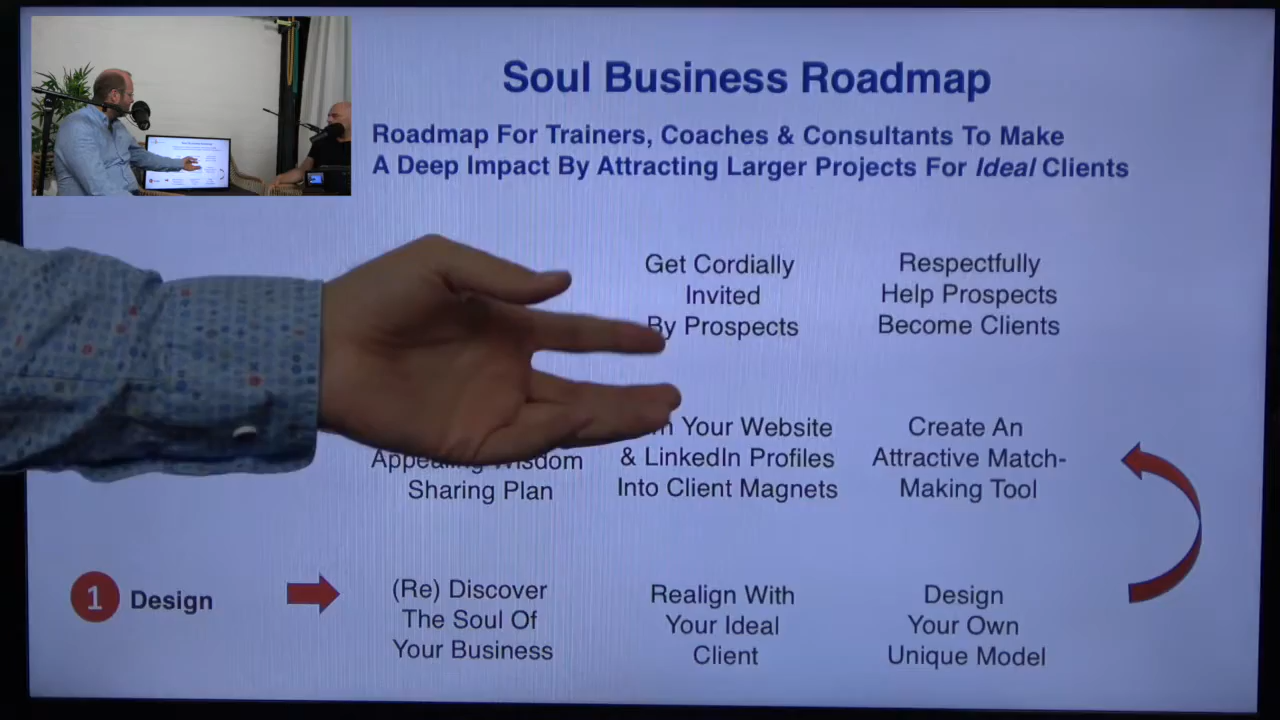 Soul Business Roadmap
Roadmap For Trainers, Coaches & Consultants To Make
A Deep Impact By Attracting Larger Projects For Ideal Clients
Get Cordially
Invited
By Prospects
Respectfully
Help Prospects
Become Clients
Appealing Wisdom
Sharing Plan
Your Website
& LinkedIn Profiles
Into Client Magnets
Create An
Attractive Match-
Making Tool
1 Design
(Re) Discover
The Soul Of
Your Business
Realign With
Your Ideal
Client
Design
Your Own
Unique Model